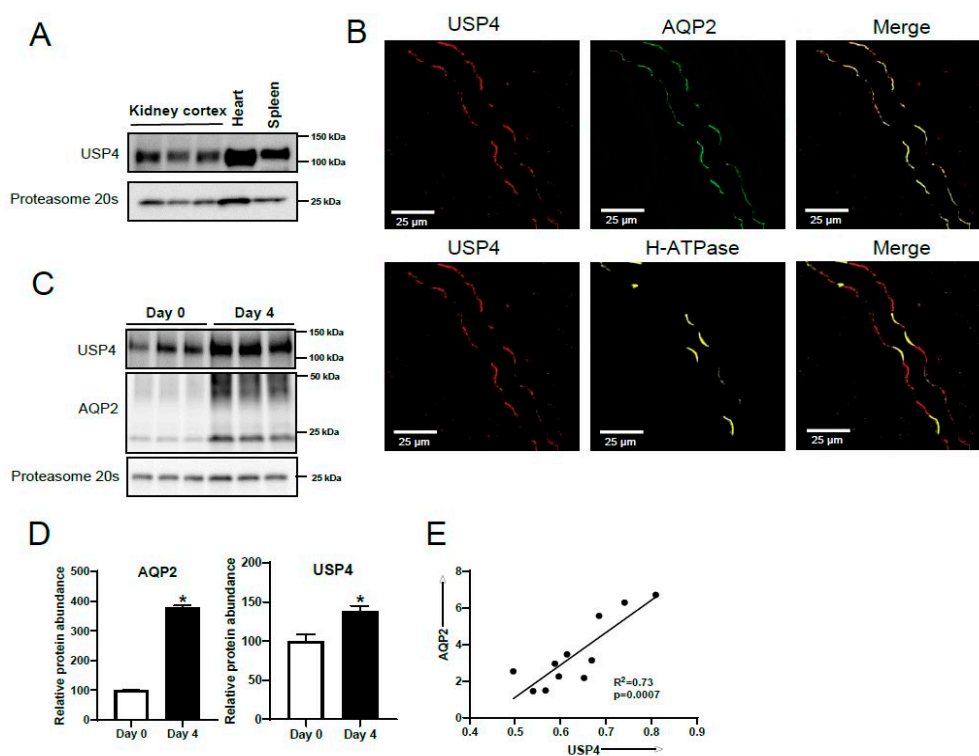 A
Kidney cortex
Heart
Spleen
USP4
150 kDa
100 kDa
Proteasome 20s
25 kDa
B
USP4
AQP2
Merge
25 µm
25 µm
25 µm
USP4
H-ATPase
Merge
25 µm
25 µm
25 µm
C
Day 0
Day 4
USP4
150 kDa
100 kDa
AQP2
50 kDa
25 kDa
Proteasome 20s
25 kDa
D
AQP2
Relative protein abundance
500
400
300
200
100
0
Day 0
Day 4
*
USP4
Relative protein abundance
200
150
100
50
0
Day 0
Day 4
*
E
AQP2
8
6
4
2
0
R²=0.73
p=0.0007
0.4
0.5
0.6
0.7
0.8
0.9
USP4